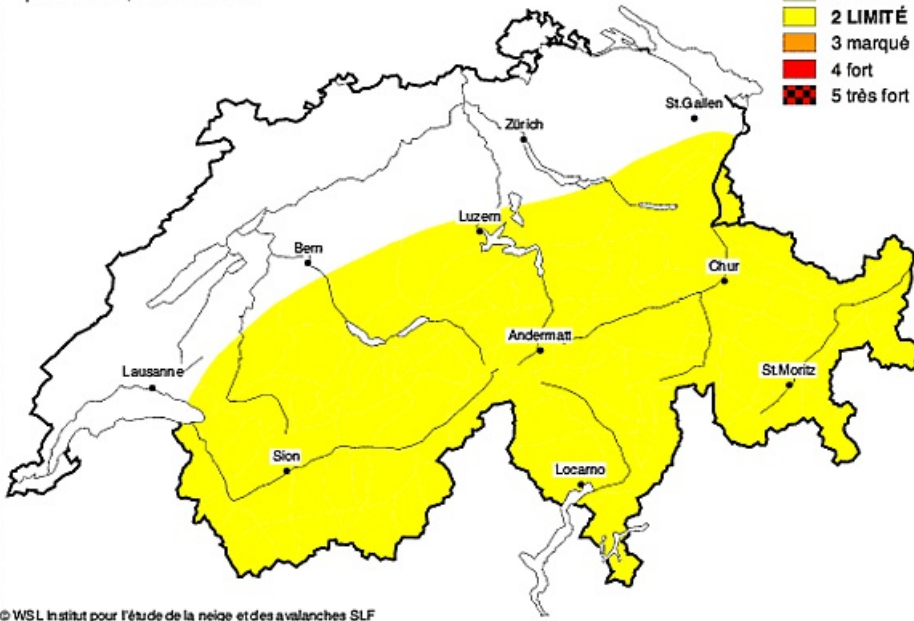 2 LIMITÉ
3 marqué
4 fort
5 très fort
St.Gallen
Zürich
Luzern
Bern
Chur
Andermatt
Lausanne
St.Moritz
Sion
Locarno
© WSL Institut pour l'étude de la neige et des avalanches SLF